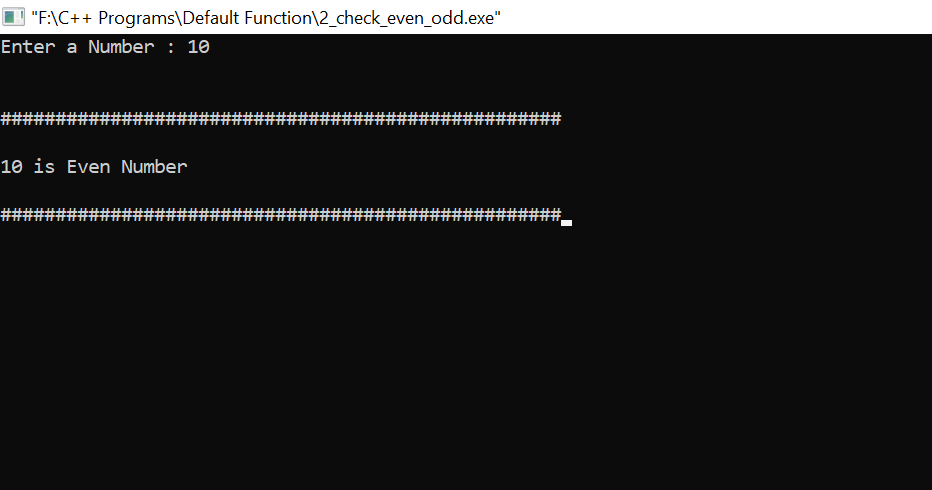 "F:\C++ Programs\Default Function\2_check_even_odd.exe"
Enter a Number : 10
###################################################
10 is Even Number
###################################################